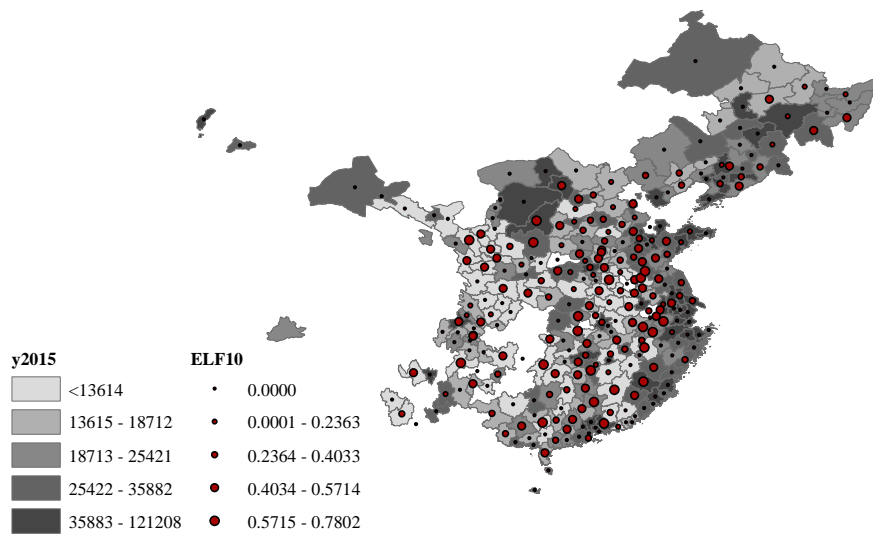 y2015 ELF10
<13614 0.0000
13615 - 18712 0.0001 - 0.2363
18713 - 25421 0.2364 - 0.4033
25422 - 35882 0.4034 - 0.5714
35883 - 121208 0.5715 - 0.7802